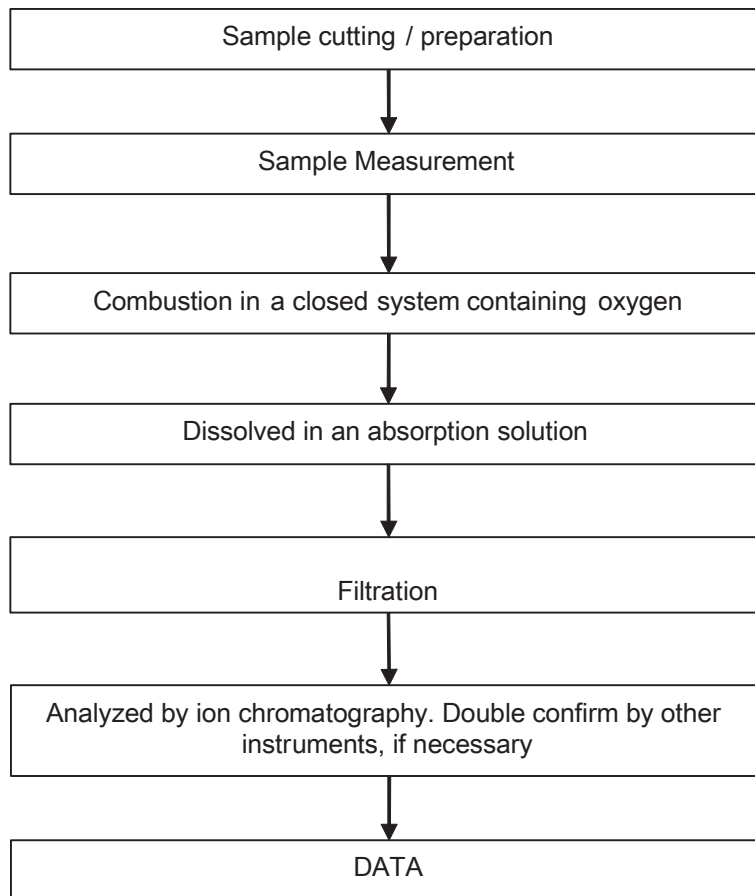 Sample cutting / preparation
Sample Measurement
Combustion in a closed system containing oxygen
Dissolved in an absorption solution
Filtration
Analyzed by ion chromatography. Double confirm by other
instruments, if necessary
DATA